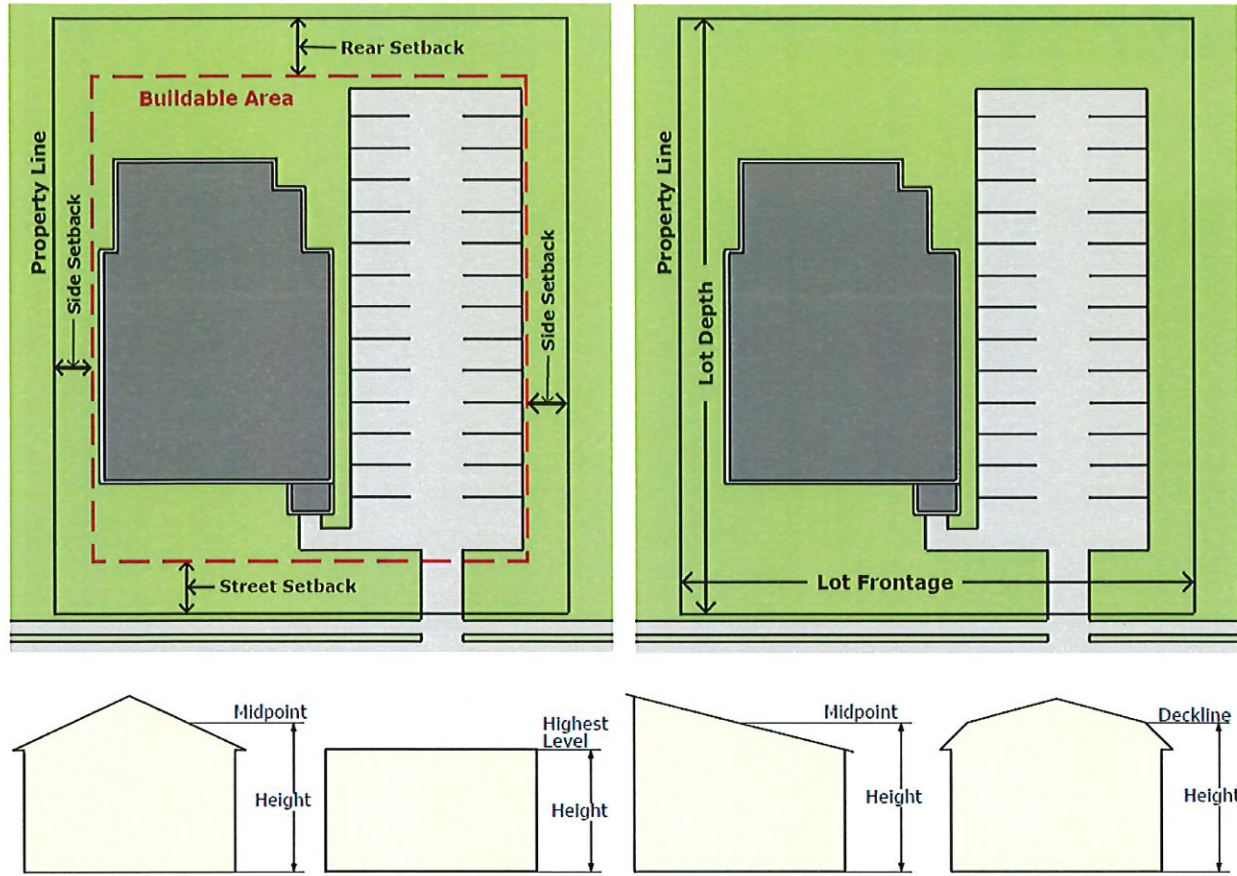 Rear Setback
Buildable Area
Property Line
Side Setback
Side Setback
Street Setback
Property Line
Lot Depth
Lot Frontage
Midpoint
Height
Highest
Level
Height
Midpoint
Height
Deckline
Height